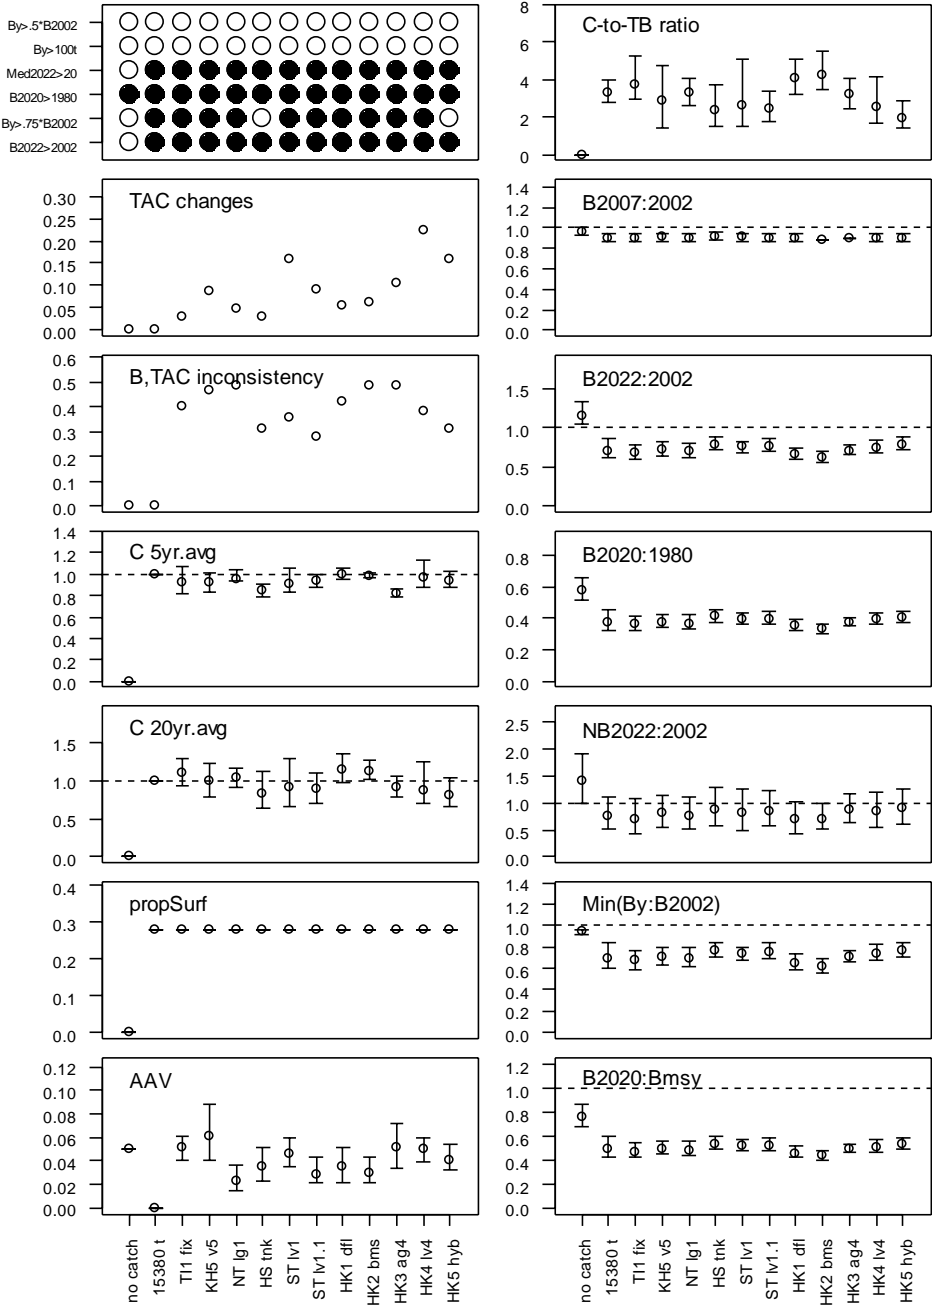 By>.5*B2002
By>100t
Med2022>20
B2020>1980
By>.75*B2002
B2022>2002
TAC changes
0.30
0.25
0.20
0.15
0.10
0.05
0.00
B,TAC inconsistency
0.6
0.5
0.4
0.3
0.2
0.1
0.0
C 5yr.avg
1.4
1.2
1.0
0.8
0.6
0.4
0.2
0.0
C 20yr.avg
1.5
1.0
0.5
0.0
propSurf
0.4
0.3
0.2
0.1
0.0
AAV
0.12
0.10
0.08
0.06
0.04
0.02
0.00
no catch
15380 t
TI1 fix
KH5 v5
NT lg1
HS tnk
ST lv1
ST lv1.1
HK1 dfl
HK2 bms
HK3 ag4
HK4 lv4
HK5 hyb
C-to-TB ratio
8
6
4
2
0
B2007:2002
1.4
1.2
1.0
0.8
0.6
0.4
0.2
0.0
B2022:2002
1.5
1.0
0.5
0.0
B2020:1980
0.8
0.6
0.4
0.2
0.0
NB2022:2002
2.5
2.0
1.5
1.0
0.5
0.0
Min(By:B2002)
1.4
1.2
1.0
0.8
0.6
0.4
0.2
0.0
B2020:Bmsy
1.2
1.0
0.8
0.6
0.4
0.2
0.0
no catch
15380 t
TI1 fix
KH5 v5
NT lg1
HS tnk
ST lv1
ST lv1.1
HK1 dfl
HK2 bms
HK3 ag4
HK4 lv4
HK5 hyb